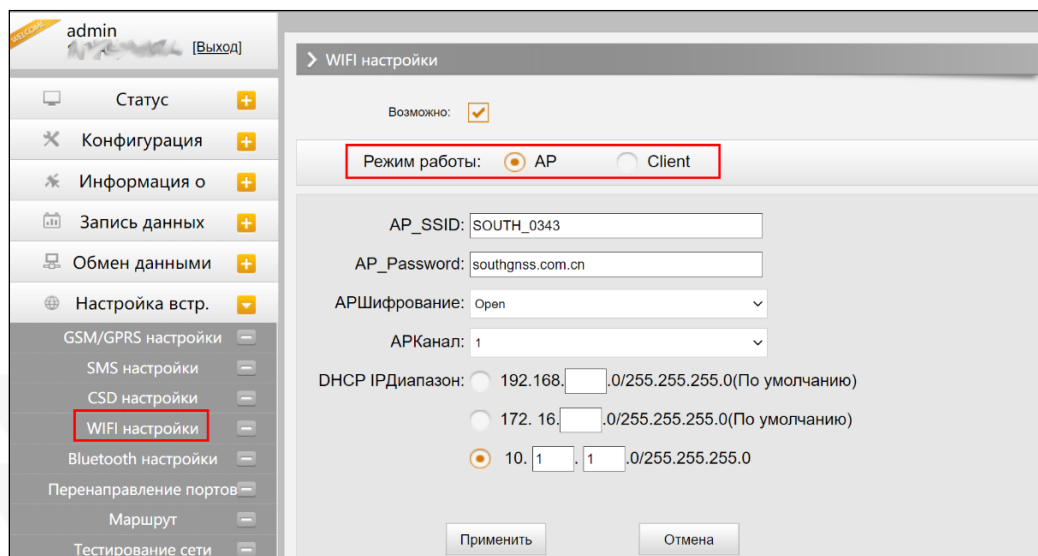 WELCOME
admin
[Выход]
Статус
Конфигурация
Информация о
Запись данных
Обмен данными
Настройка встр.
GSM/GPRS настройки
SMS настройки
CSD настройки
WIFI настройки
Bluetooth настройки
Перенаправление портов
Маршрут
Тестирование сети
WIFI настройки
Возможно:
Режим работы: AP Client
AP_SSID: SOUTH_0343
AP_Password: southgnss.com.cn
APШифрование: Open
APКанал: 1
DHCP IPДиапазон: 192.168. .0/255.255.255.0(По умолчанию)
172. 16. .0/255.255.255.0(По умолчанию)
10. 1 . 1 .0/255.255.255.0
Применить Отмена